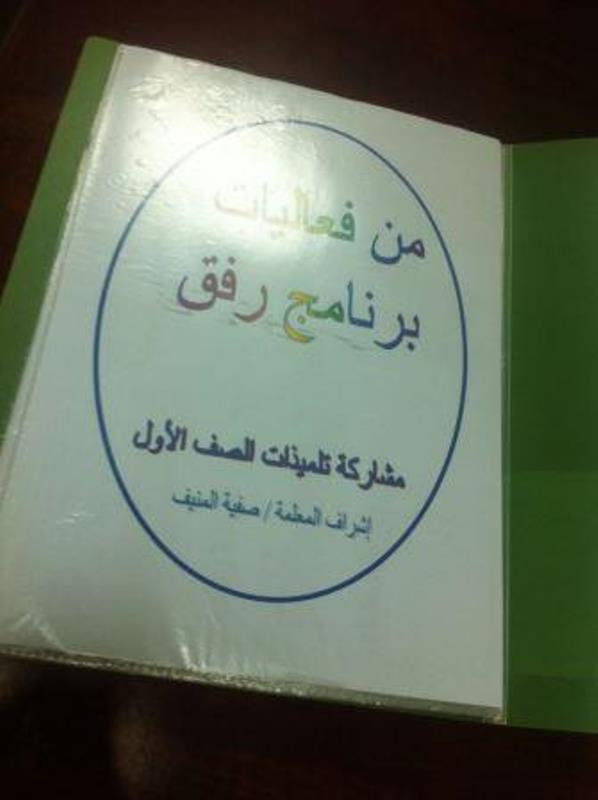 من فعاليات
برنامج رفق
مشاركة تلميذات الصف الأول
إشراف المعلمة / صفية المنيف